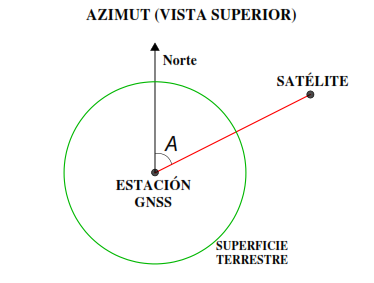 AZIMUT (VISTA SUPERIOR)
Norte
SATÉLITE
A
ESTACIÓN
GNSS
SUPERFICIE
TERRESTRE